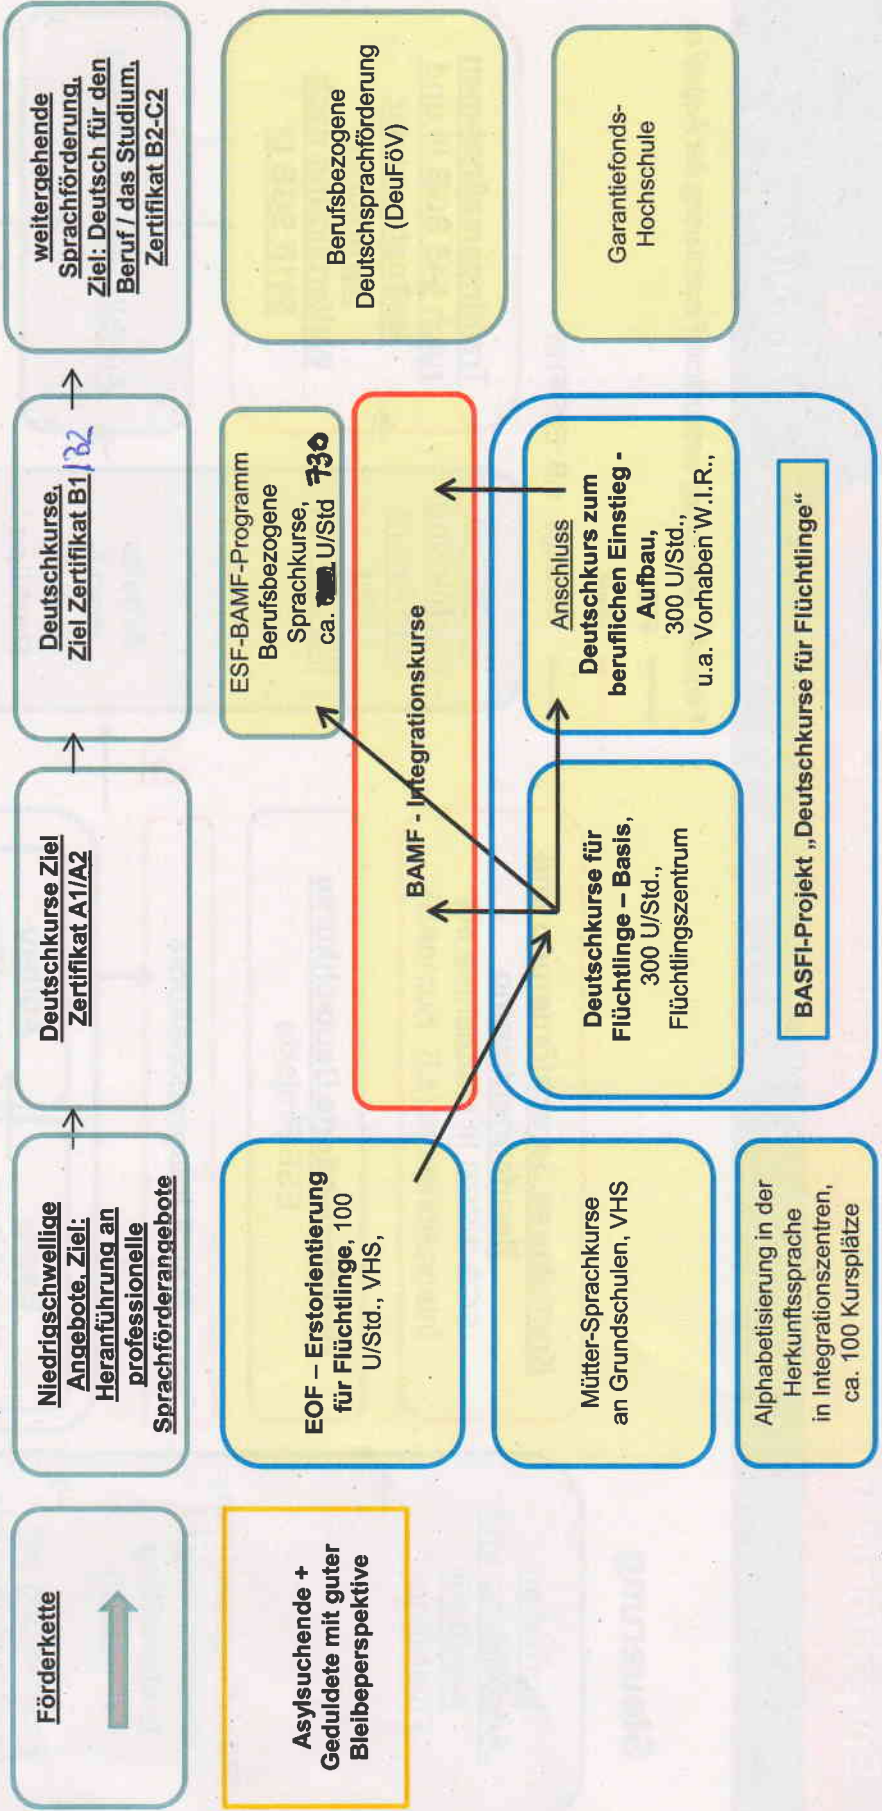 Förderkette
Niedrigschwellige
Angebote, Ziel:
Heranführung an
professionelle
Sprachförderangebote
Deutschkurse Ziel
Zertifikat A1/A2
Deutschkurse,
Ziel Zertifikat B1/B2
weitergehende
Sprachförderung,
Ziel: Deutsch für den
Beruf / das Studium,
Zertifikat B2-C2
Asylsuchende +
Geduldete mit guter
Bleibeperspektive
EOF – Erstorientierung
für Flüchtlinge, 100
U/Std., VHS,
Mütter-Sprachkurse
an Grundschulen, VHS
Alphabetisierung in der
Herkunftssprache
in Integrationszentren,
ca. 100 Kursplätze
ESF-BAMF-Programm
Berufsbezogene
Sprachkurse,
ca. U/Std 730
BAMF - Integrationskurse
Deutschkurse für
Flüchtlinge – Basis,
300 U/Std.,
Flüchtlingszentrum
Anschluss
Deutschkurs zum
beruflichen Einstieg -
Aufbau,
300 U/Std.,
u.a. Vorhaben W.I.R.,
BASFI-Projekt „Deutschkurse für Flüchtlinge“
Berufsbezogene
Deutschsprachförderung
(DeuFöV)
Garantiefonds-
Hochschule